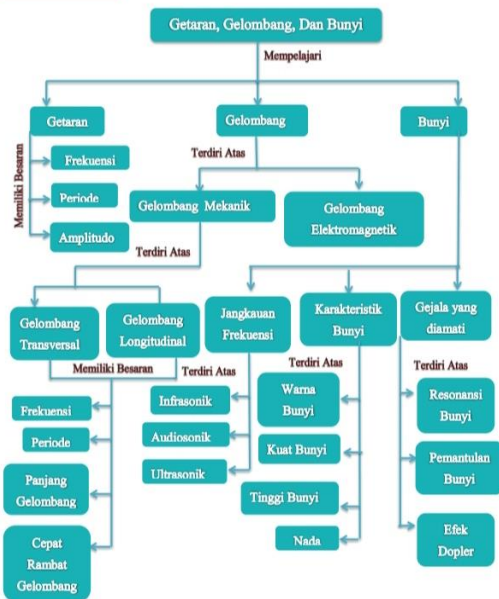 Getaran, Gelombang, Dan Bunyi
Mempelajari
Getaran
Gelombang
Bunyi
Memiliki Besaran
Frekuensi
Periode
Amplitudo
Terdiri Atas
Gelombang Mekanik
Gelombang
Elektromagnetik
Terdiri Atas
Gelombang
Transversal
Gelombang
Longitudinal
Memiliki Besaran
Frekuensi
Periode
Panjang
Gelombang
Cepat
Rambat
Gelombang
Jangkauan
Frekuensi
Terdiri Atas
Infrasonik
Audiosonik
Ultrasonik
Karakteristik
Bunyi
Terdiri Atas
Warna
Bunyi
Kuat Bunyi
Tinggi Bunyi
Nada
Gejala yang
diamati
Terdiri Atas
Resonansi
Bunyi
Pemantulan
Bunyi
Efek
Dopler